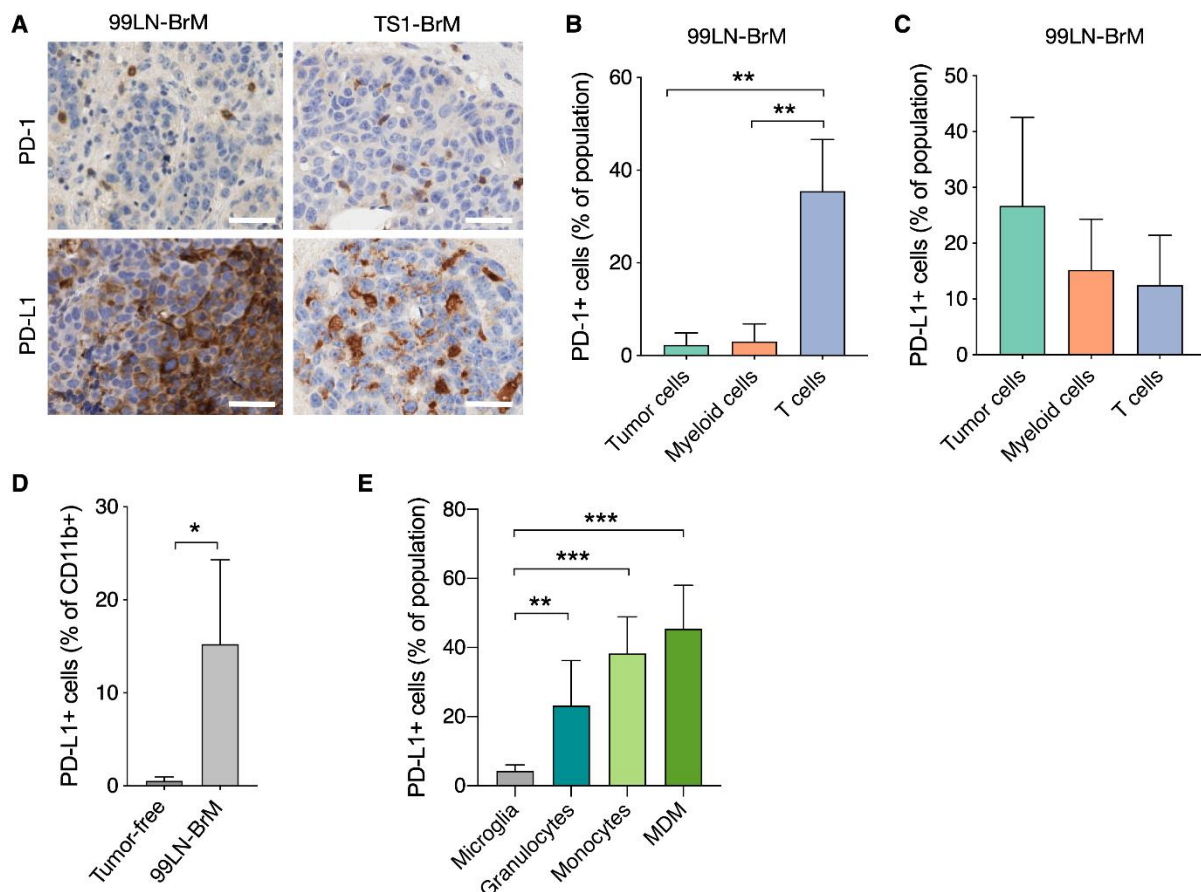 A
99LN-BrM
TS1-BrM
PD-1
PD-L1
B
99LN-BrM
PD-1+ cells (% of population)
60
40
20
0
**
**
Tumor cells
Myeloid cells
T cells
C
99LN-BrM
PD-L1+ cells (% of population)
50
40
30
20
10
0
Tumor cells
Myeloid cells
T cells
D
PD-L1+ cells (% of CD11b+)
30
20
10
0
*
Tumor-free
99LN-BrM
E
PD-L1+ cells (% of population)
80
60
40
20
0
***
***
**
Microglia
Granulocytes
Monocytes
MDM